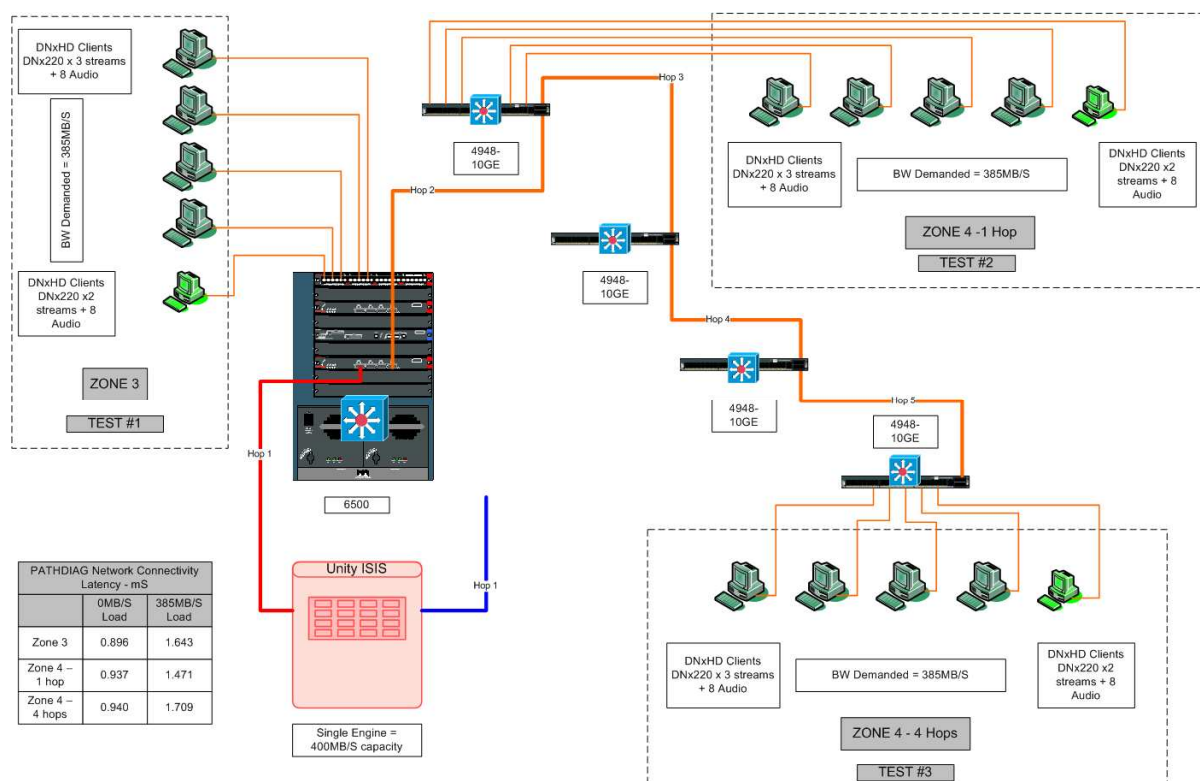 DNxHD Clients
DNx220 x 3 streams
+ 8 Audio
BW Demanded = 385MB/S
DNxHD Clients
DNx220 x2
streams + 8
Audio
ZONE 3
TEST #1
4948-
10GE
Hop 3
Hop 2
4948-
10GE
Hop 4
4948-
10GE
Hop 5
4948-
10GE
DNxHD Clients
DNx220 x 3 streams
+ 8 Audio
BW Demanded = 385MB/S
DNxHD Clients
DNx220 x2
streams + 8
Audio
ZONE 4 -1 Hop
TEST #2
Hop 1
6500
Unity ISIS
Hop 1
Single Engine =
400MB/S capacity
PATHDIAG Network Connectivity
Latency - mS
0MB/S Load 385MB/S Load
Zone 3 0.896 1.643
Zone 4 – 1 hop 0.937 1.471
Zone 4 – 4 hops 0.940 1.709
DNxHD Clients
DNx220 x 3 streams
+ 8 Audio
BW Demanded = 385MB/S
DNxHD Clients
DNx220 x2
streams + 8
Audio
ZONE 4 - 4 Hops
TEST #3